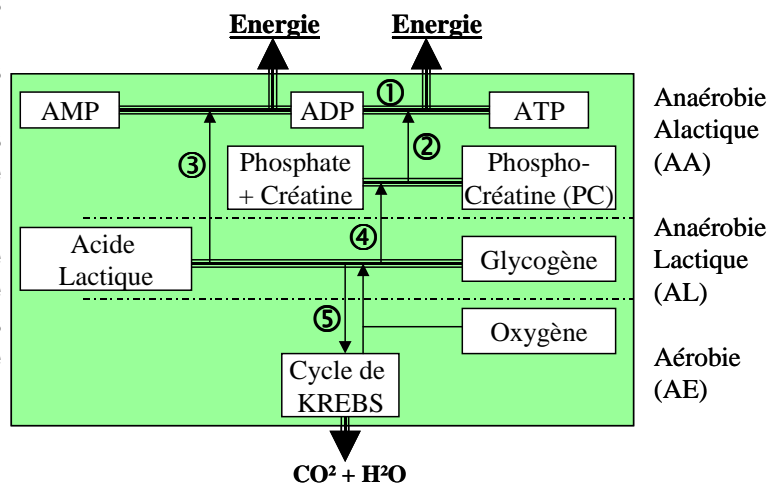 Energie Energie
①
AMP ADP ATP
Anaérobie
Alactique
(AA)
③ ②
Phosphate
+ Créatine
Phospho-
Créatine (PC)
④
Acide
Lactique
Glycogène
Anaérobie
Lactique
(AL)
⑤
Oxygène
Cycle de
KREBS
Aérobie
(AE)
CO² + H²O